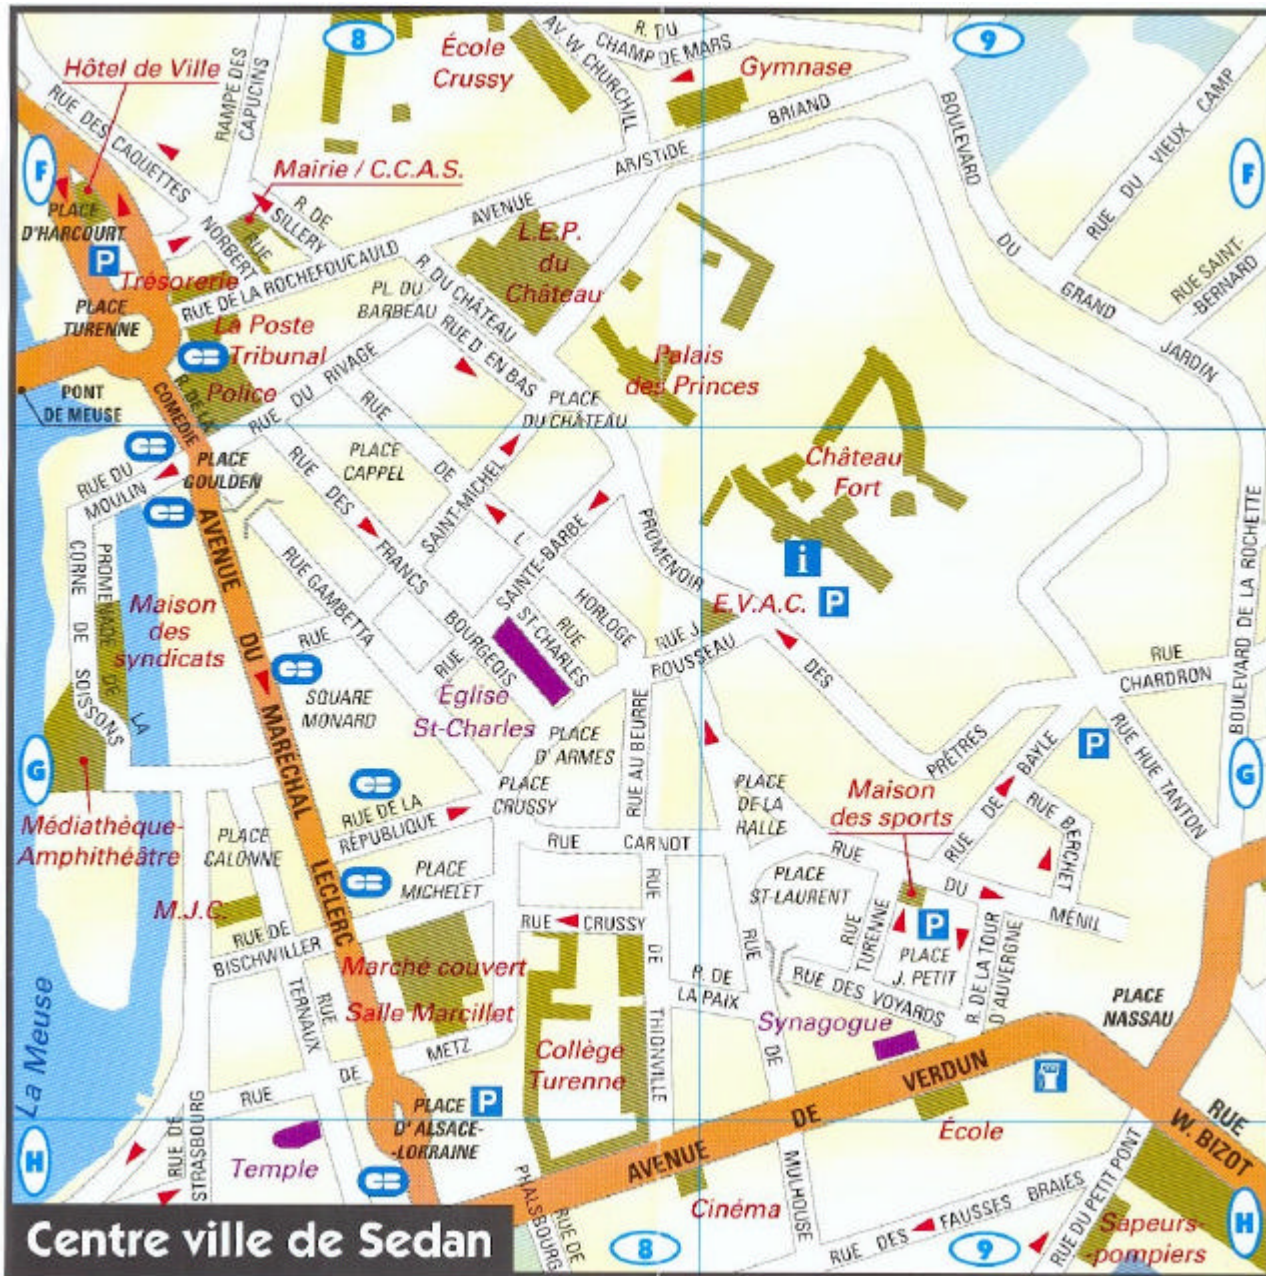 8
9
École
Crussy
AV. W. CHURCHILL
R. DU
CHAMP DE MARS
Gymnase
Hôtel de Ville
RUE DES CAQUETTES
RAMPE DES
CAPUCINS
AVENUE
AR/STIDE
BRIAND
BOULEVARD
DU
GRAND
JARDIN
RUE DU VIEUX CAMP
RUE SAINT-
-BERNARD
F
F
Mairie / C.C.A.S.
PLACE
D'HARCOURT
P
R. DE
SILLERY
RUE
NORBERT
Trésorerie
PLACE
TURENNE
RUE DE LA ROCHEFOUCAULD
L.E.P.
du
Château
R. DU CHÂTEAU
PL. DU
BARBEAU
La Poste
Tribunal
Police
RUE D'EN BAS
Palais
des Princes
PONT
DE MEUSE
R. DE LA
COMÉDIE
RUE DU RIVAGE
PLACE
DU CHÂTEAU
RUE DU
MOULIN
PLACE
GOULDEN
PLACE
CAPPEL
RUE
DE
L'
HORLOGE
Château
Fort
RUE
DES
FRANCS
BOURGEOIS
SAINT-MICHEL
SAINTE-BARBE
PROMENOIR
DES
PRÊTRES
i
E.V.A.C.
P
CORNE
DE
SOISSONS
PROMENADE DE
LA
AVENUE
DU
MARÉCHAL
LECLERC
RUE GAMBETTA
Maison
des
syndicats
RUE
SQUARE
MONARD
RUE
ST-CHARLES
RUE
RUE J.
ROUSSEAU
Église
St-Charles
RUE
CHARDRON
BOULEVARD DE LA ROCHETTE
G
G
PLACE
D'ARMES
PLACE
CRUSSY
RUE AU BEURRE
PLACE
DE LA
HALLE
Maison
des sports
RUE DE BAYLE
P
RUE HUE TANTON
RUE BERCHET
Médiathèque-
Amphithéâtre
PLACE
CALONNE
RUE DE LA
RÉPUBLIQUE
RUE CARNOT
PLACE
MICHELET
PLACE
ST-LAURENT
RUE
DU
MENIL
M.J.C.
RUE DE
BISCHWILLER
RUE CRUSSY
RUE
DE
THIONVILLE
RUE
DE
MULHOUSE
RUE
TURENNE
P
PLACE
J. PETIT
R. DE LA TOUR
D'AUVERGNE
Marché couvert
Salle Marcillet
R. DE
LA PAIX
RUE DES VOYARDS
PLACE
NASSAU
La Meuse
RUE
TERNAUX
Synagogue
RUE
DE
METZ
Collège
Turenne
AVENUE
DE
VERDUN
PLACE
D'ALSACE-
-LORRAINE
P
RUE DE
STRASBOURG
École
RUE
W. BIZOT
H
H
Temple
RUE DE
PHALSBOURG
Cinéma
RUE DES FAUSSES BRAIES
RUE DU PETIT PONT
Sapeurs-
-pompiers
Centre ville de Sedan
8
9